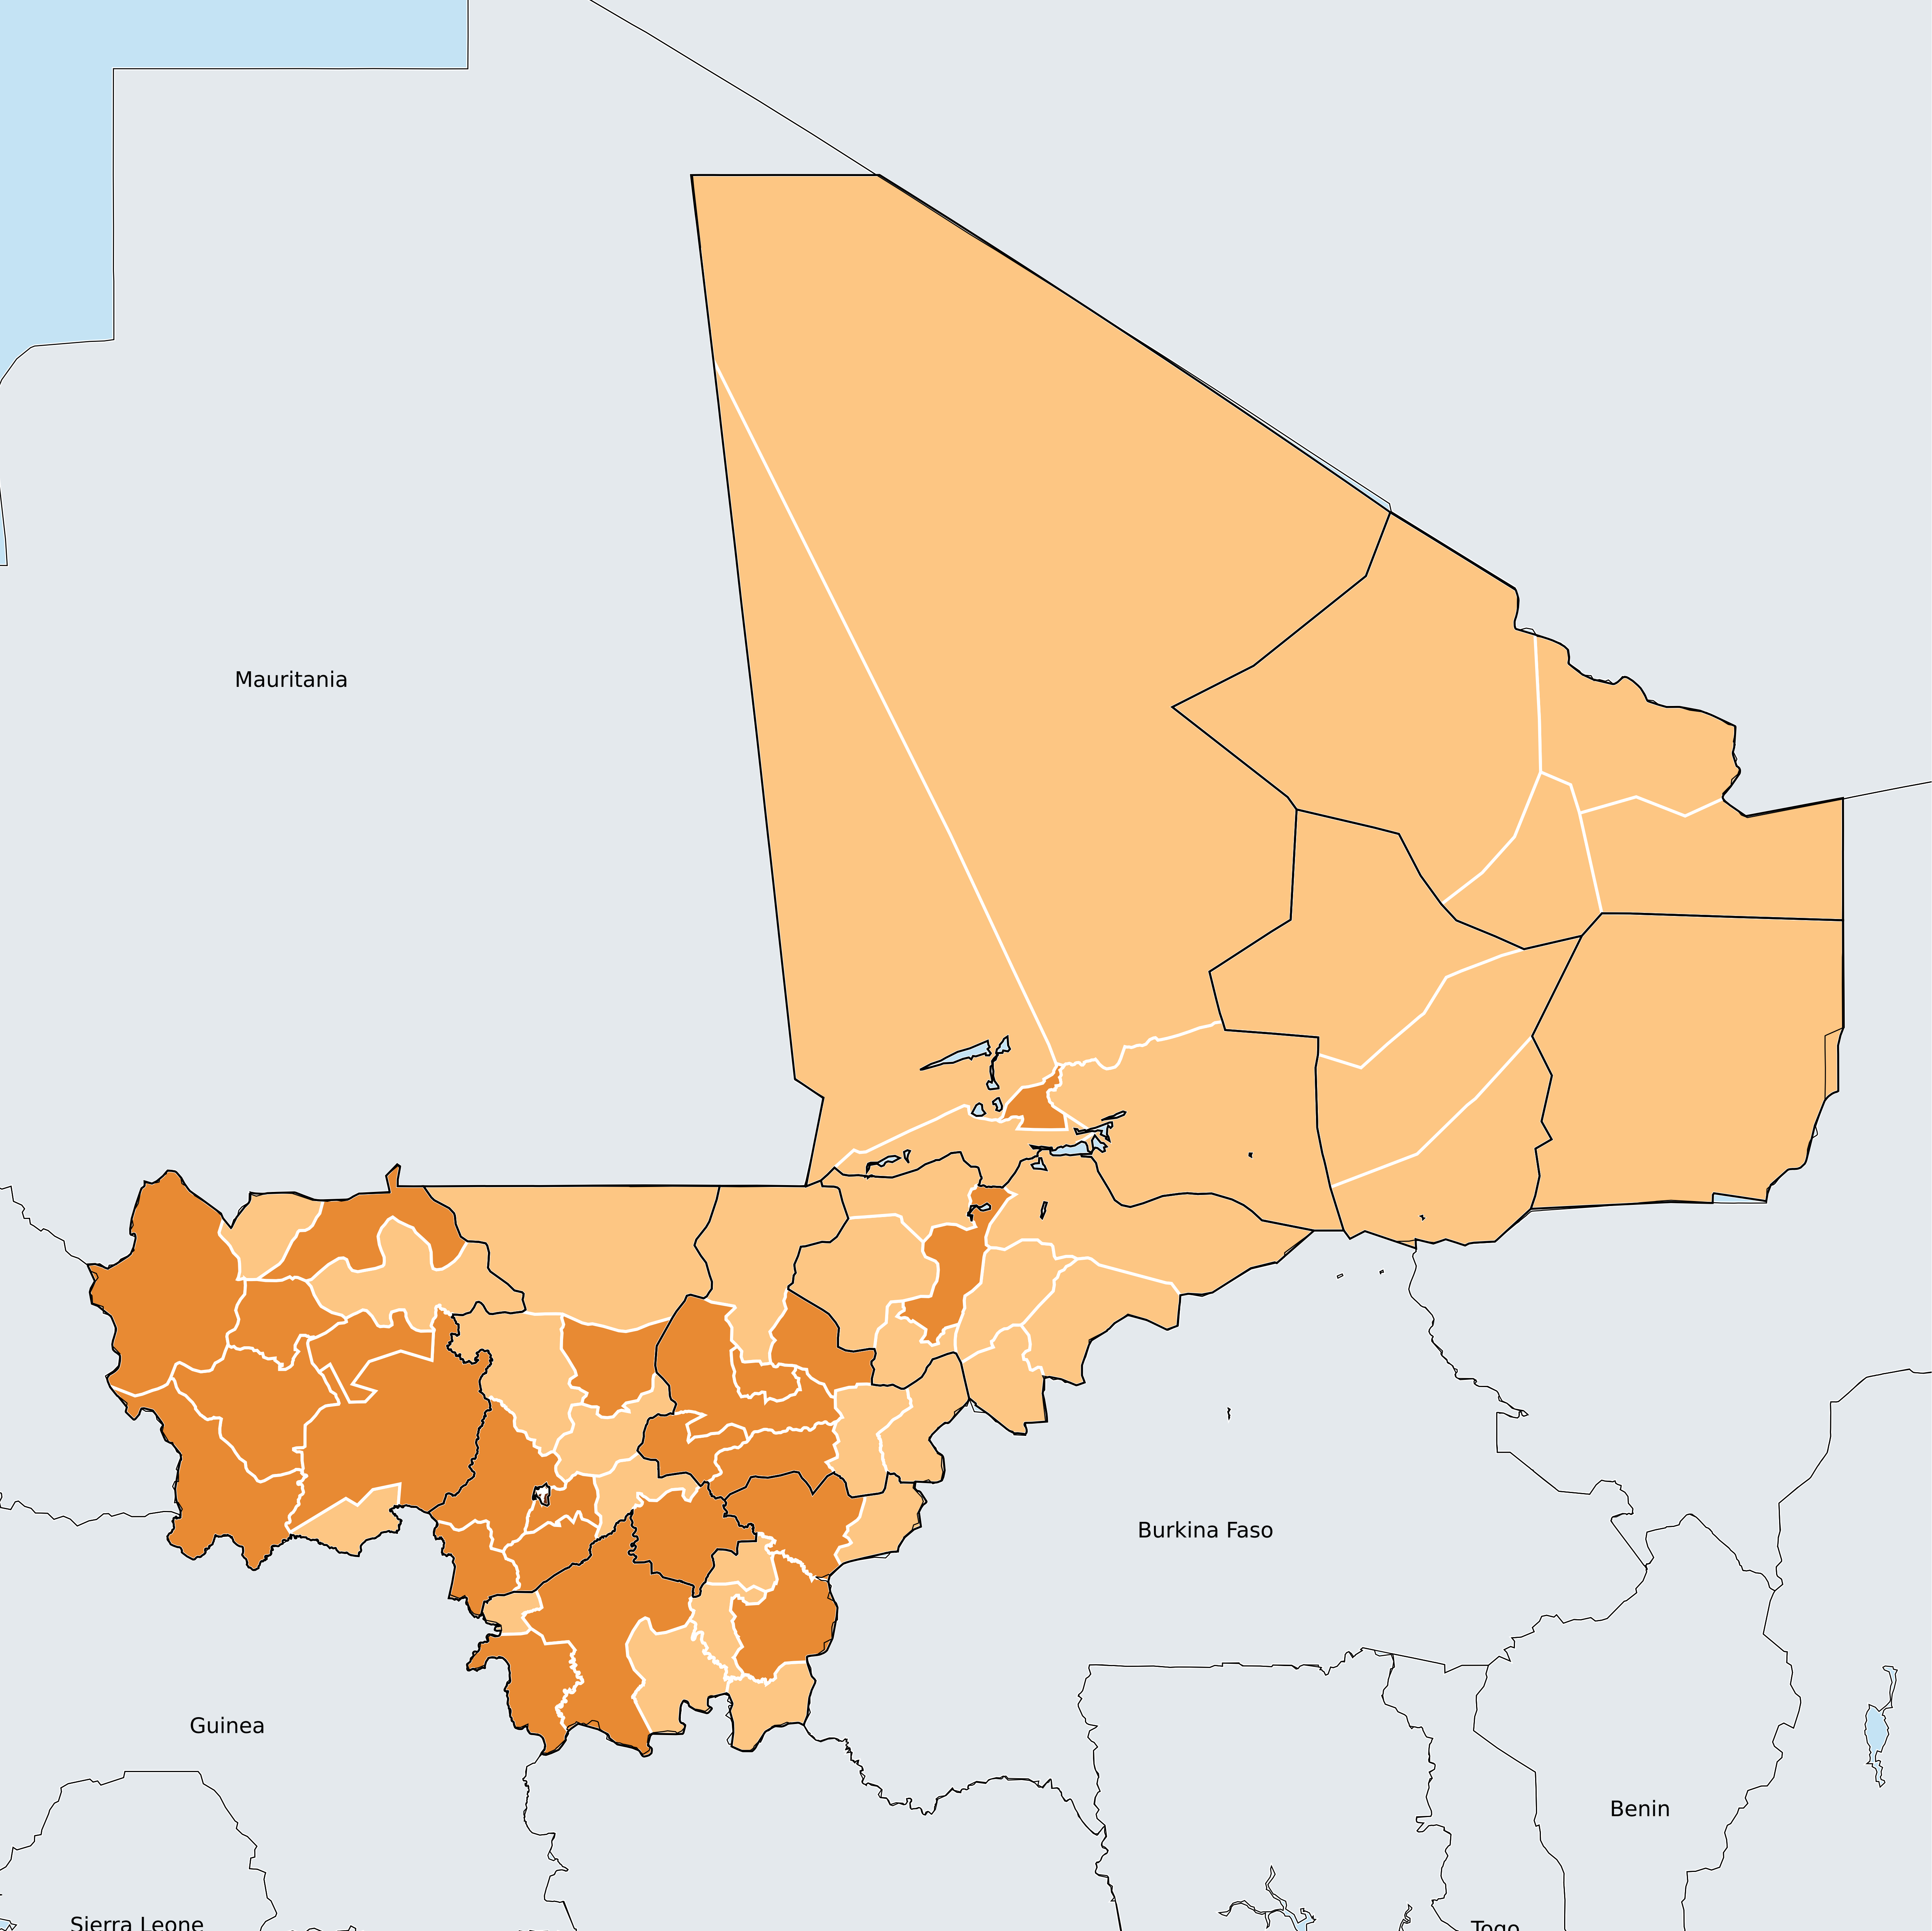 Mauritania
Burkina Faso
Guinea
Benin
Sierra Leone
Togo